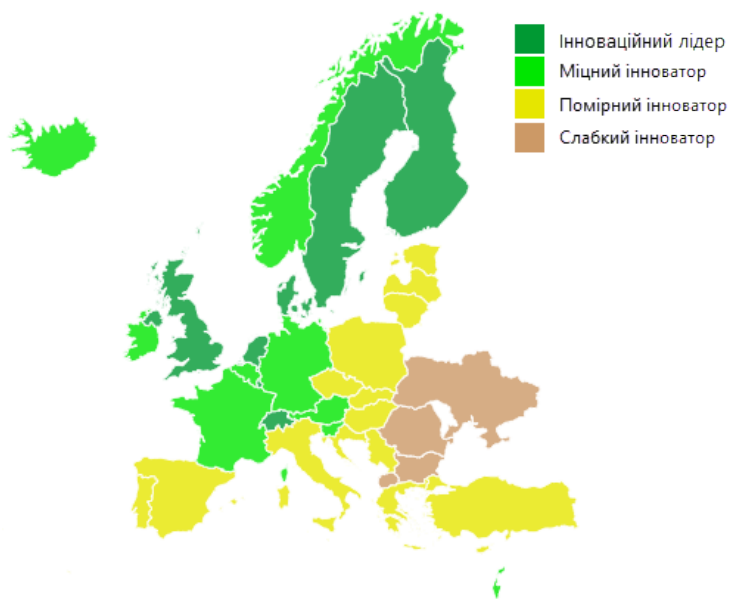 Інноваційний лідер
Міцний інноватор
Помірний інноватор
Слабкий інноватор